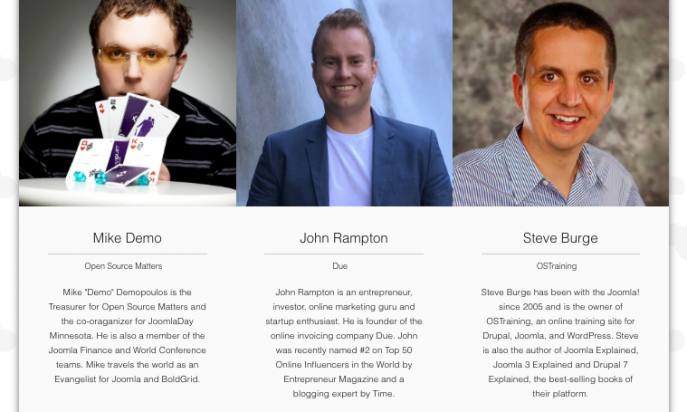 Mike Demo
Open Source Matters
Mike "Demo" Demopoulos is the
Treasurer for Open Source Matters and
the co-oraganizer for JoomlaDay
Minnesota. He is also a member of the
Joomla Finance and World Conference
teams. Mike travels the world as an
Evangelist for Joomla and BoldGrid.
John Rampton
Due
John Rampton is an entrepreneur,
investor, online marketing guru and
startup enthusiast. He is founder of the
online invoicing company Due. John
was recently named #2 on Top 50
Online Influencers in the World by
Entrepreneur Magazine and a
blogging expert by Time.
Steve Burge
OSTraining
Steve Burge has been with the Joomla!
since 2005 and is the owner of
OSTraining, an online training site for
Drupal, Joomla, and WordPress. Steve
is also the author of Joomla Explained,
Joomla 3 Explained and Drupal 7
Explained, the best-selling books of
their platform.